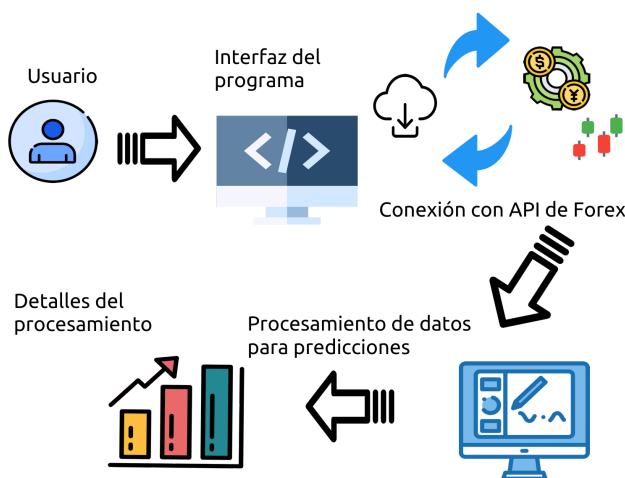 Usuario
Interfaz del
programa
Conexión con API de Forex
Procesamiento de datos
para predicciones
Detalles del
procesamiento